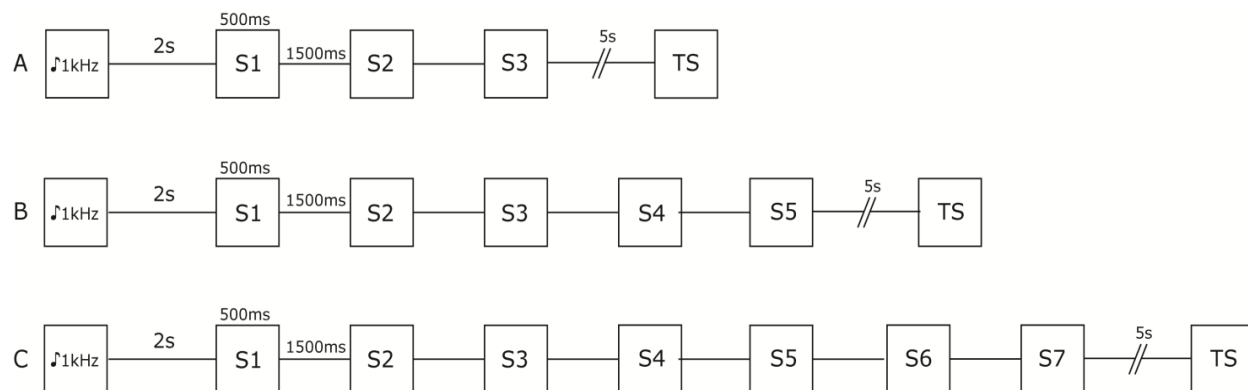 500ms
A ♪1kHz 2s S1 1500ms S2 S3 5s TS
500ms
B ♪1kHz 2s S1 1500ms S2 S3 S4 S5 5s TS
500ms
C ♪1kHz 2s S1 1500ms S2 S3 S4 S5 S6 S7 5s TS